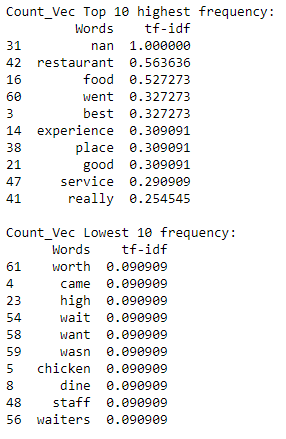 Count_Vec Top 10 highest frequency:
Words tf-idf
31 nan 1.000000
42 restaurant 0.563636
16 food 0.527273
60 went 0.327273
3 best 0.327273
14 experience 0.309091
38 place 0.309091
21 good 0.309091
47 service 0.290909
41 really 0.254545

Count_Vec Lowest 10 frequency:
Words tf-idf
61 worth 0.090909
4 came 0.090909
23 high 0.090909
54 wait 0.090909
58 want 0.090909
59 wasn 0.090909
5 chicken 0.090909
8 dine 0.090909
48 staff 0.090909
56 waiters 0.090909